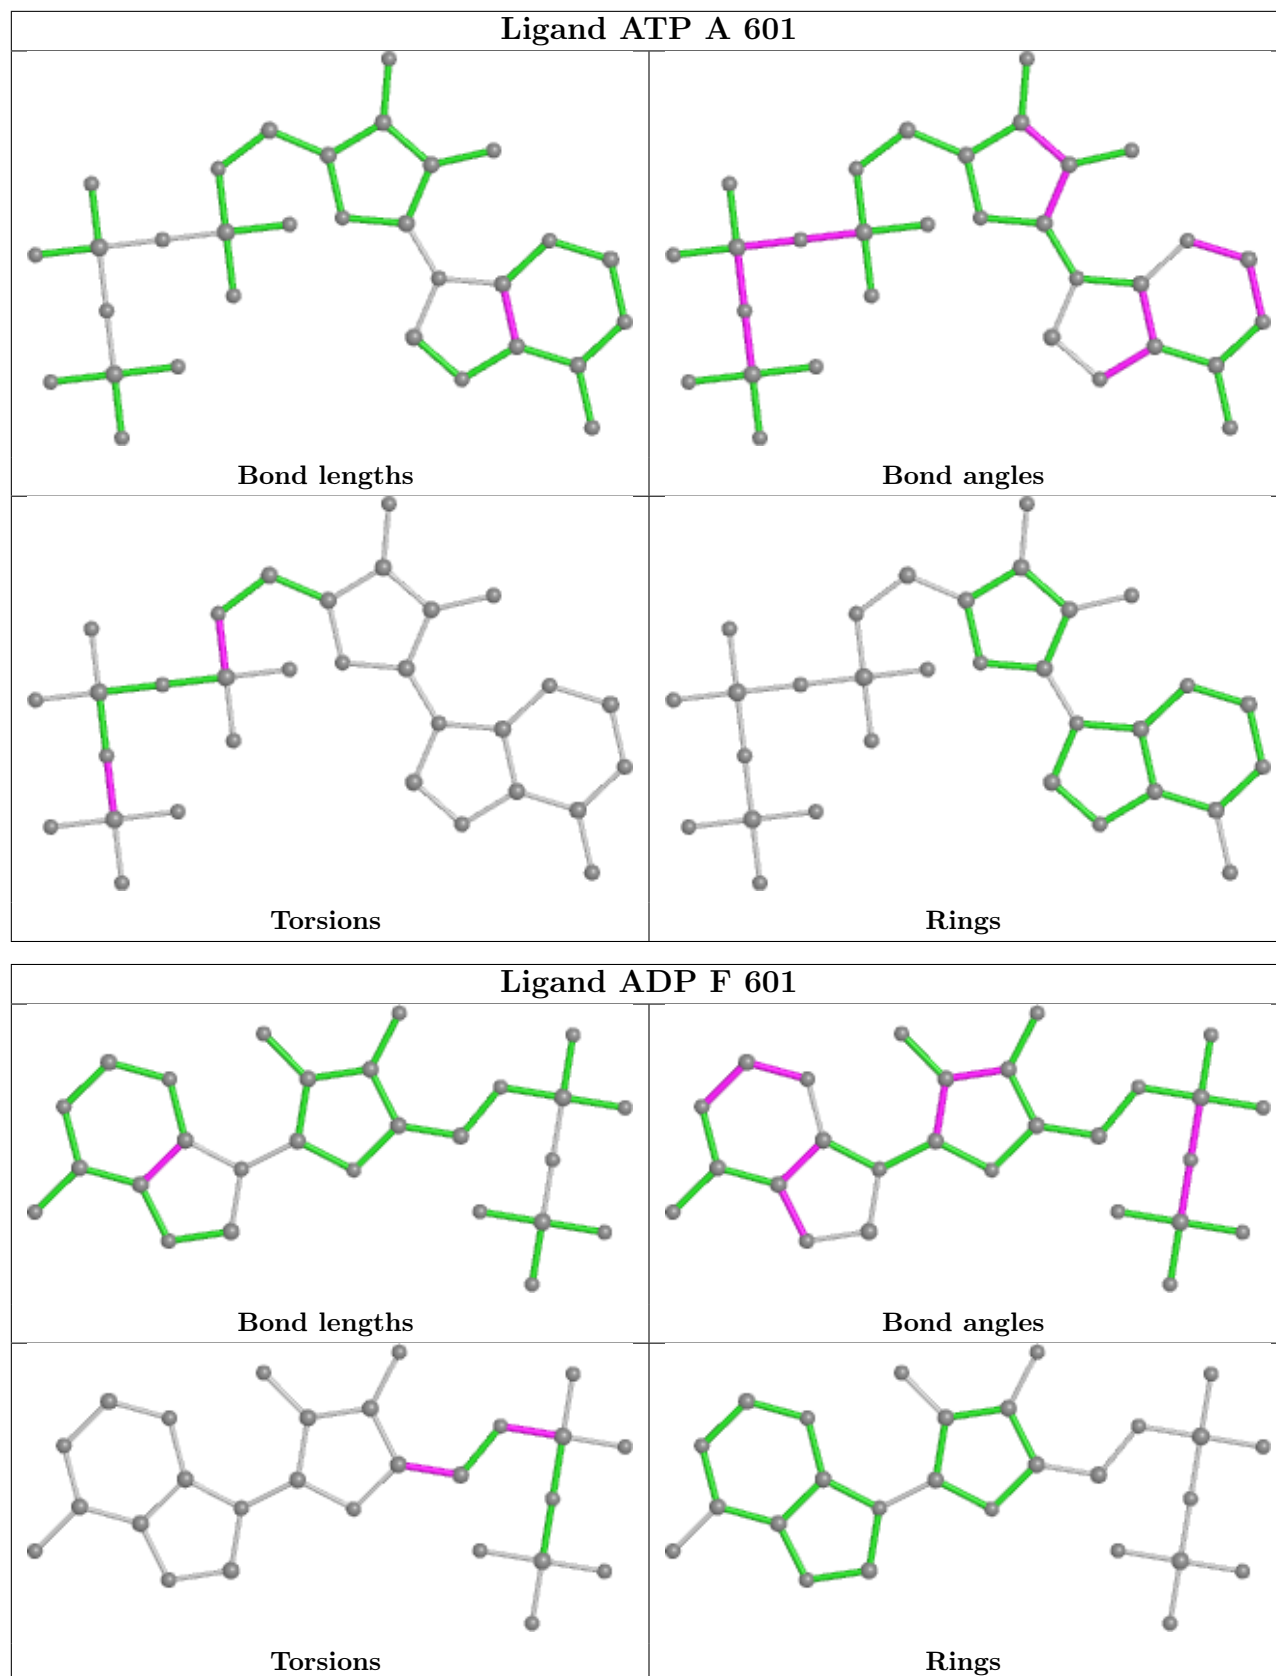 Ligand ATP A 601
Bond lengths
Bond angles
Torsions
Rings
Ligand ADP F 601
Bond lengths
Bond angles
Torsions
Rings